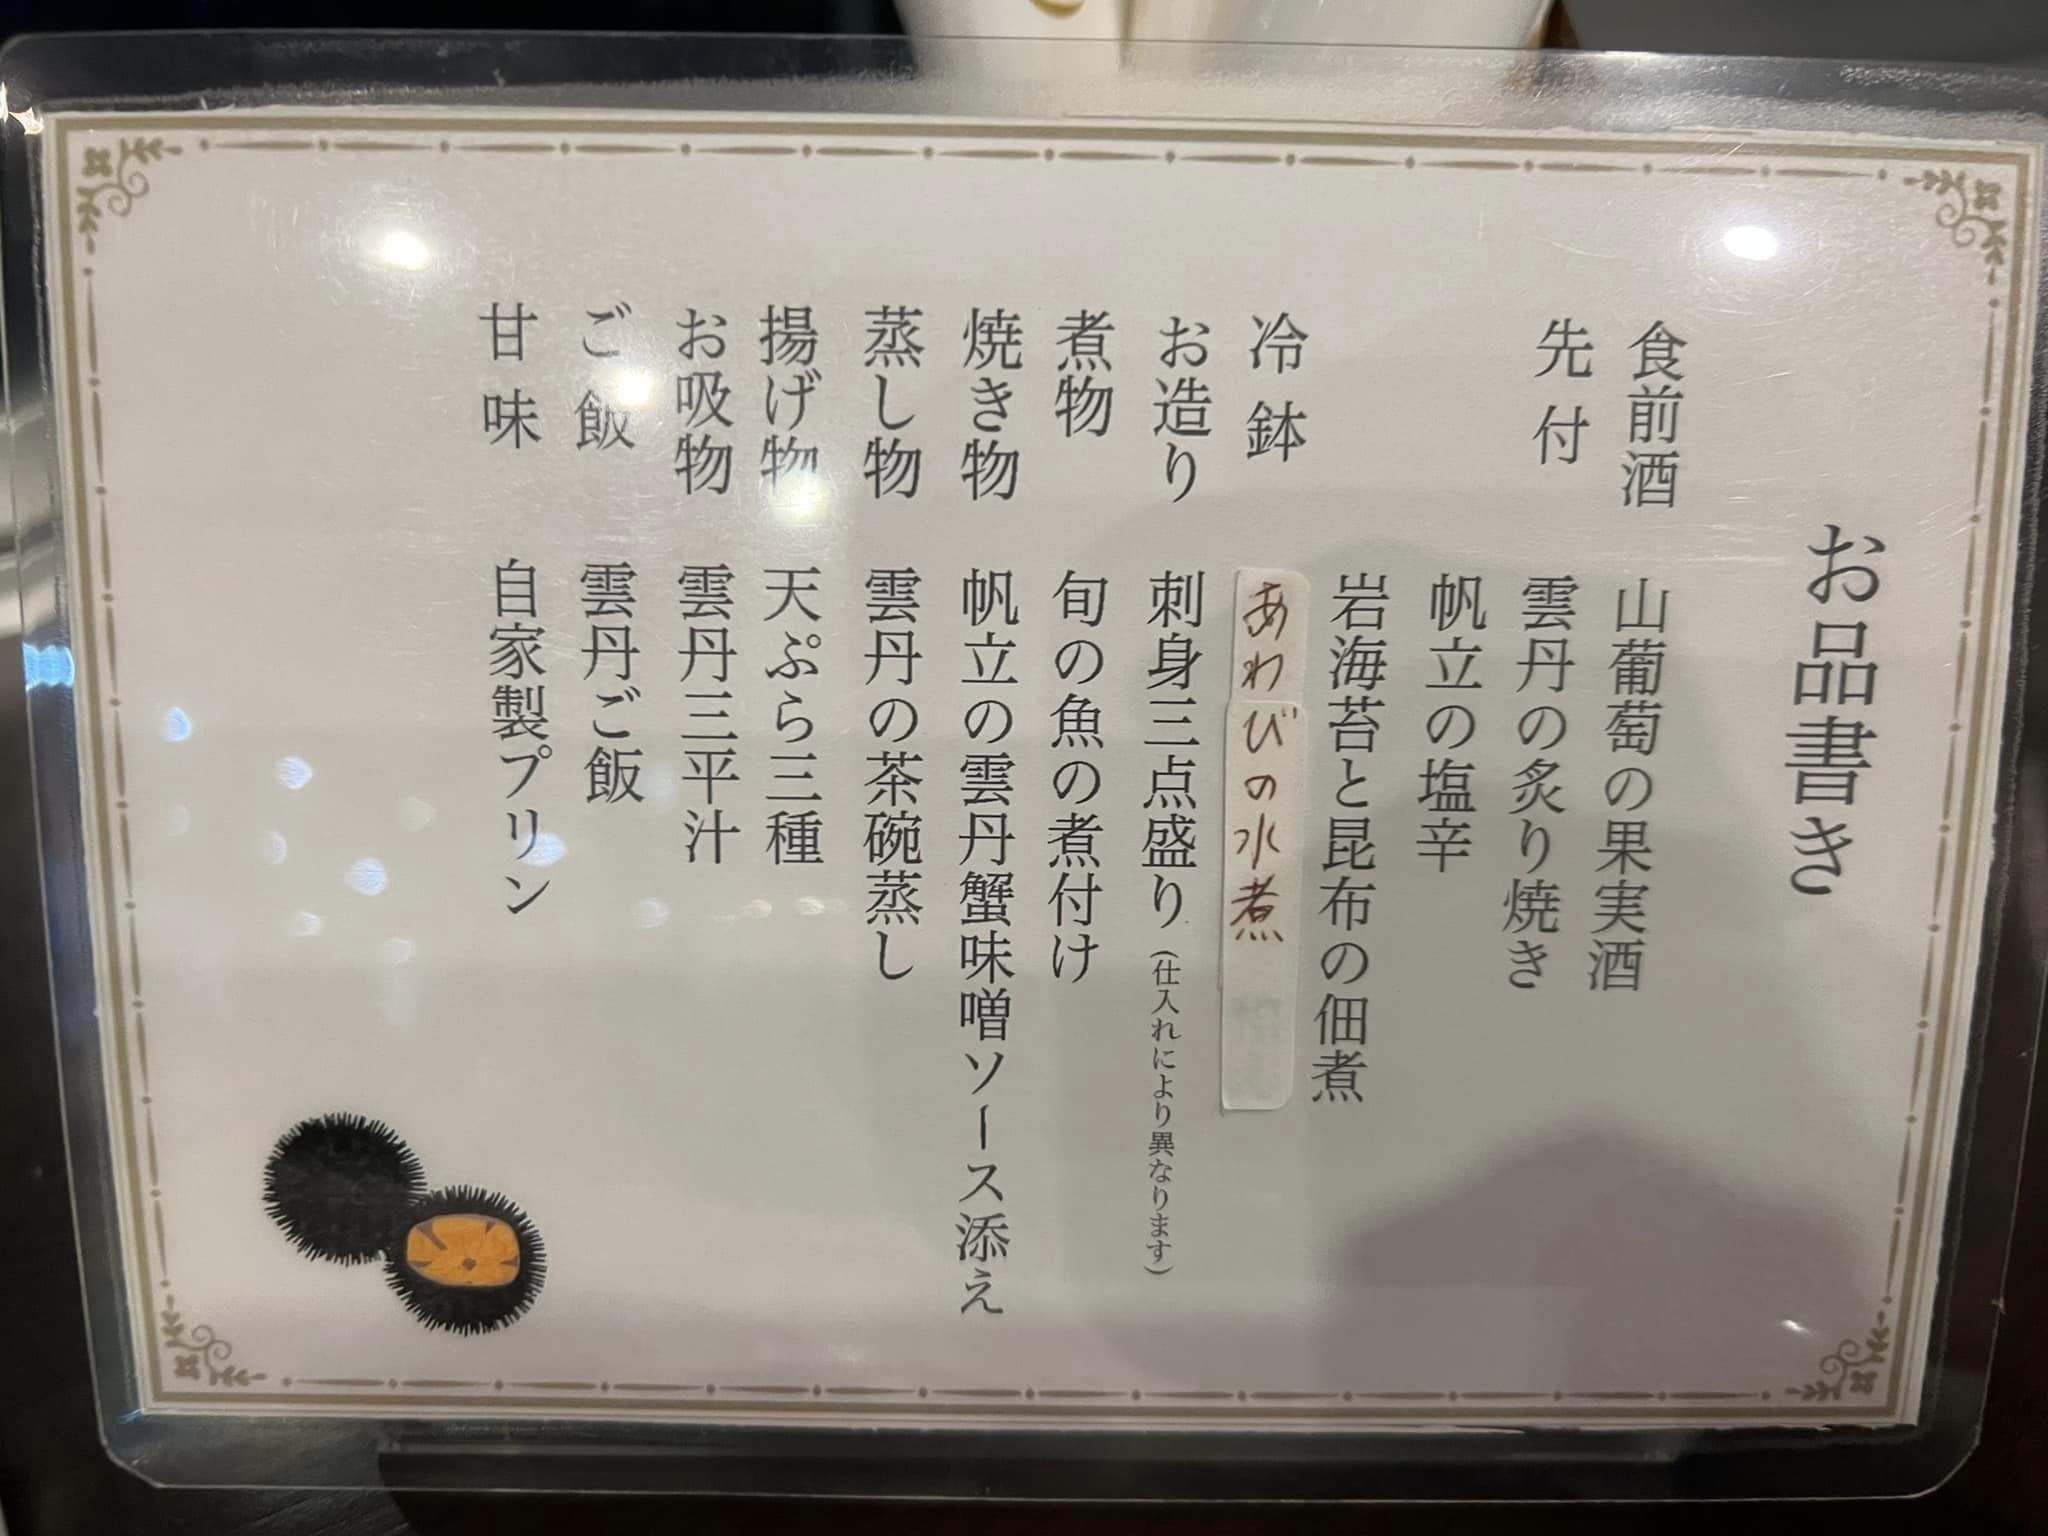 お品書き
食前酒 山葡萄の果実酒
先付 雲丹の炙り焼き
帆立の塩辛
岩海苔と昆布の佃煮
冷鉢 あわびの水煮
お造り 刺身三点盛り（仕入れにより異なります）
煮物 旬の魚の煮付け
焼き物 帆立の雲丹蟹味噌ソース添え
蒸し物 雲丹の茶碗蒸し
揚げ物 天ぷら三種
お吸物 雲丹三平汁
ご飯 雲丹ご飯
甘味 自家製プリン